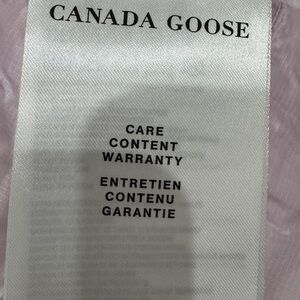 CANADA GOOSE
CARE
CONTENT
WARRANTY
ENTRETIEN
CONTENU
GARANTIE